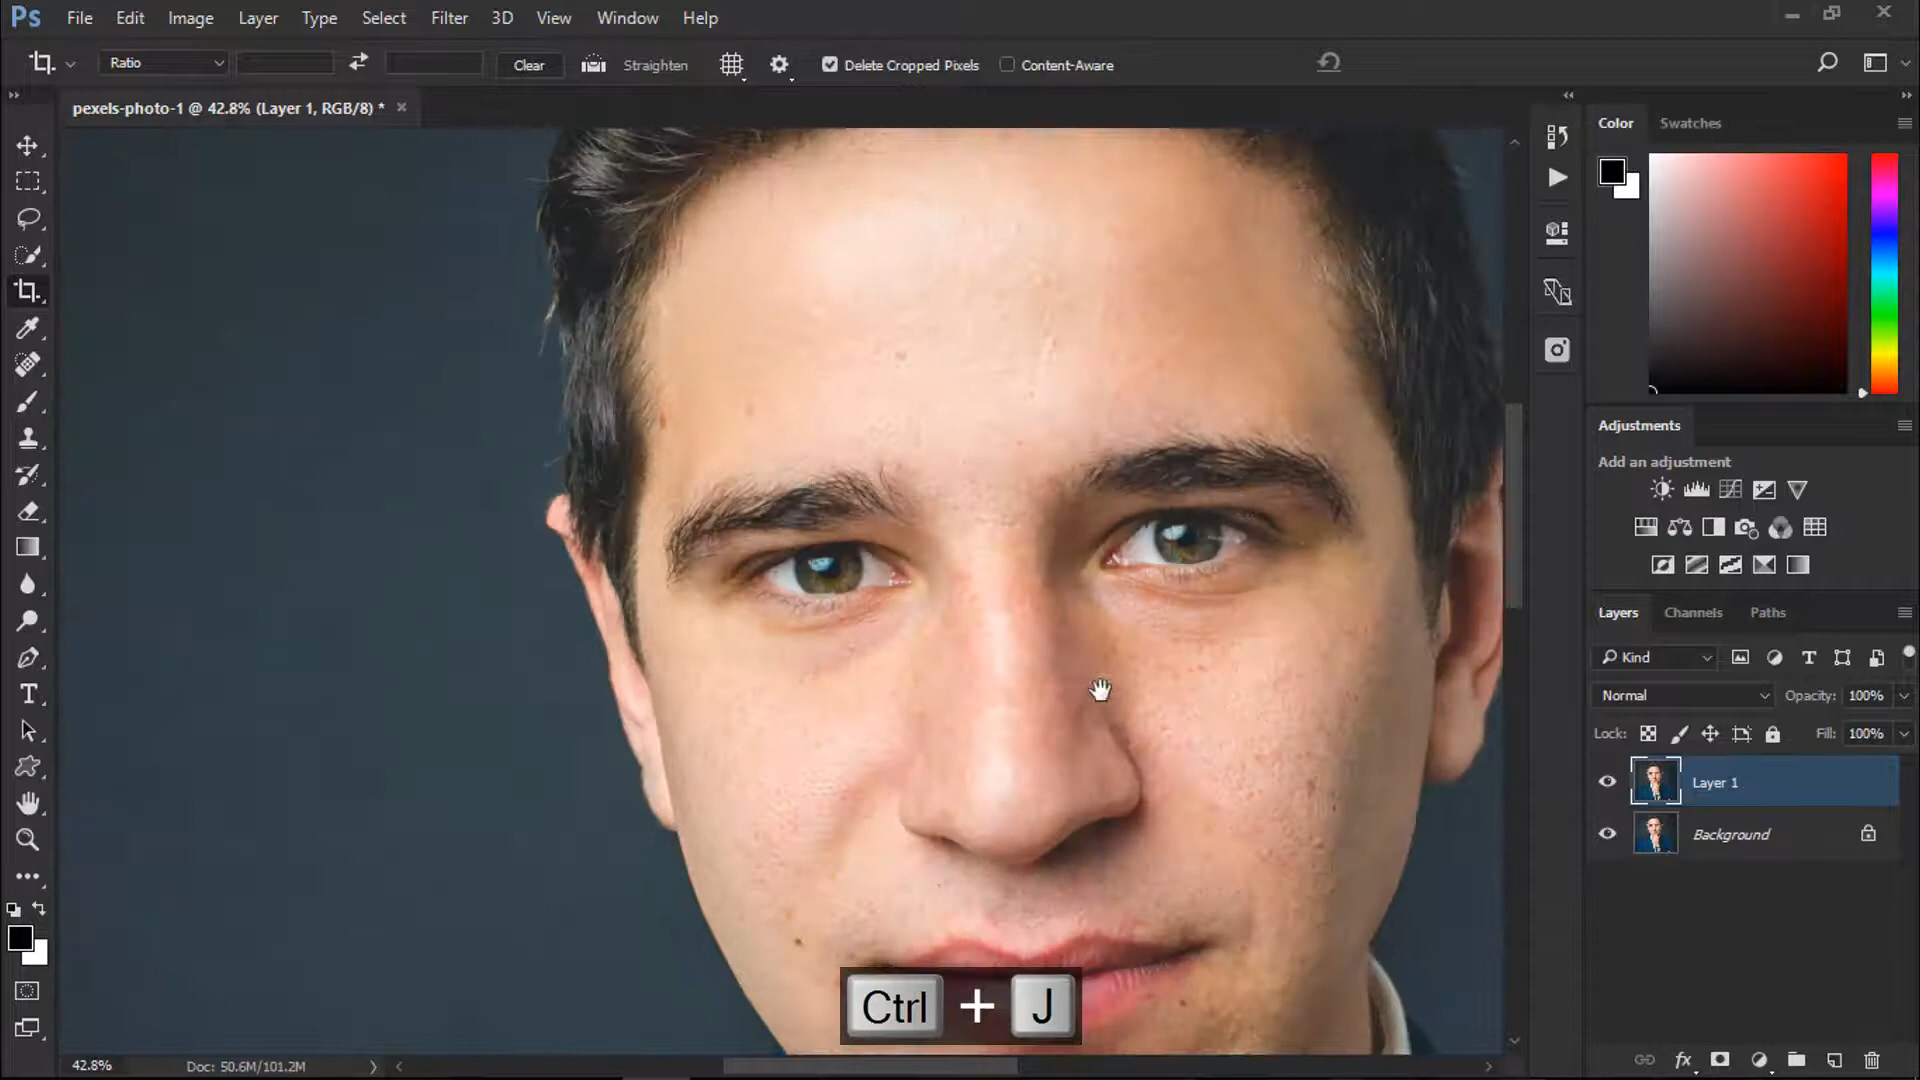 Ps File Edit Image Layer Type Select Filter 3D View Window Help
Ratio Clear Straighten Delete Cropped Pixels Content-Aware
pexels-photo-1 @ 42.8% (Layer 1, RGB/8) * ×
Color Swatches
Adjustments
Add an adjustment
Layers Channels Paths
Kind
Normal Opacity: 100%
Lock: Fill: 100%
Layer 1
Background
Ctrl + J
42.8% Doc: 50.6M/101.2M